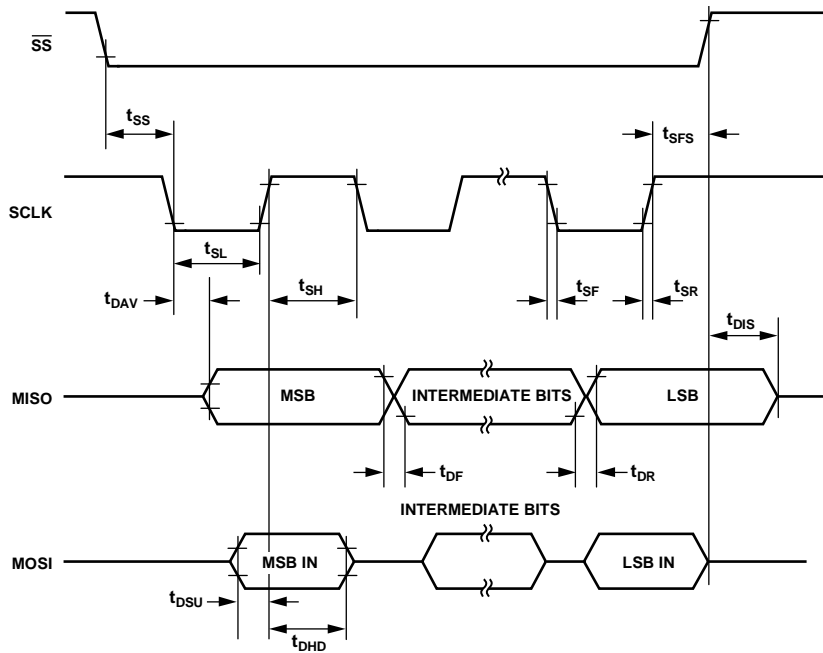 SS
tSS
tSFS
SCLK
tSL
tSH
tSF
tSR
tDAV
tDIS
MISO
MSB
INTERMEDIATE BITS
LSB
tDF
tDR
INTERMEDIATE BITS
MOSI
MSB IN
LSB IN
tDSU
tDHD